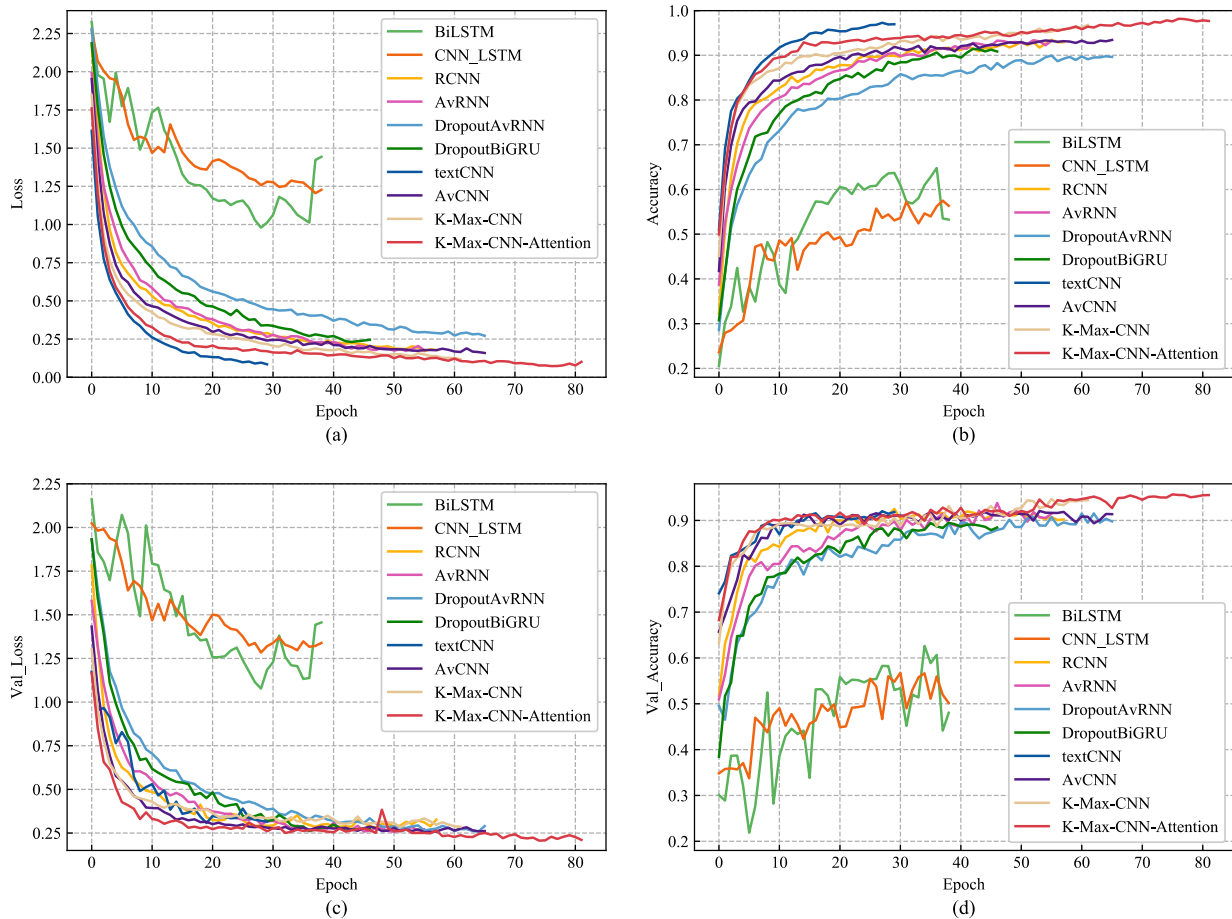 2.25
2.00
1.75
1.50
1.25
1.00
0.75
0.50
0.25
0.00
Loss
0 10 20 30 40 50 60 70 80
Epoch
(a)
BiLSTM
CNN_LSTM
RCNN
AvRNN
DropoutAvRNN
DropoutBiGRU
textCNN
AvCNN
K-Max-CNN
K-Max-CNN-Attention
1.0
0.9
0.8
0.7
0.6
0.5
0.4
0.3
0.2
Accuracy
0 10 20 30 40 50 60 70 80
Epoch
(b)
BiLSTM
CNN_LSTM
RCNN
AvRNN
DropoutAvRNN
DropoutBiGRU
textCNN
AvCNN
K-Max-CNN
K-Max-CNN-Attention
2.25
2.00
1.75
1.50
1.25
1.00
0.75
0.50
0.25
Val_Loss
0 10 20 30 40 50 60 70 80
Epoch
(c)
BiLSTM
CNN_LSTM
RCNN
AvRNN
DropoutAvRNN
DropoutBiGRU
textCNN
AvCNN
K-Max-CNN
K-Max-CNN-Attention
0.9
0.8
0.7
0.6
0.5
0.4
0.3
0.2
Val_Accuracy
0 10 20 30 40 50 60 70 80
Epoch
(d)
BiLSTM
CNN_LSTM
RCNN
AvRNN
DropoutAvRNN
DropoutBiGRU
textCNN
AvCNN
K-Max-CNN
K-Max-CNN-Attention